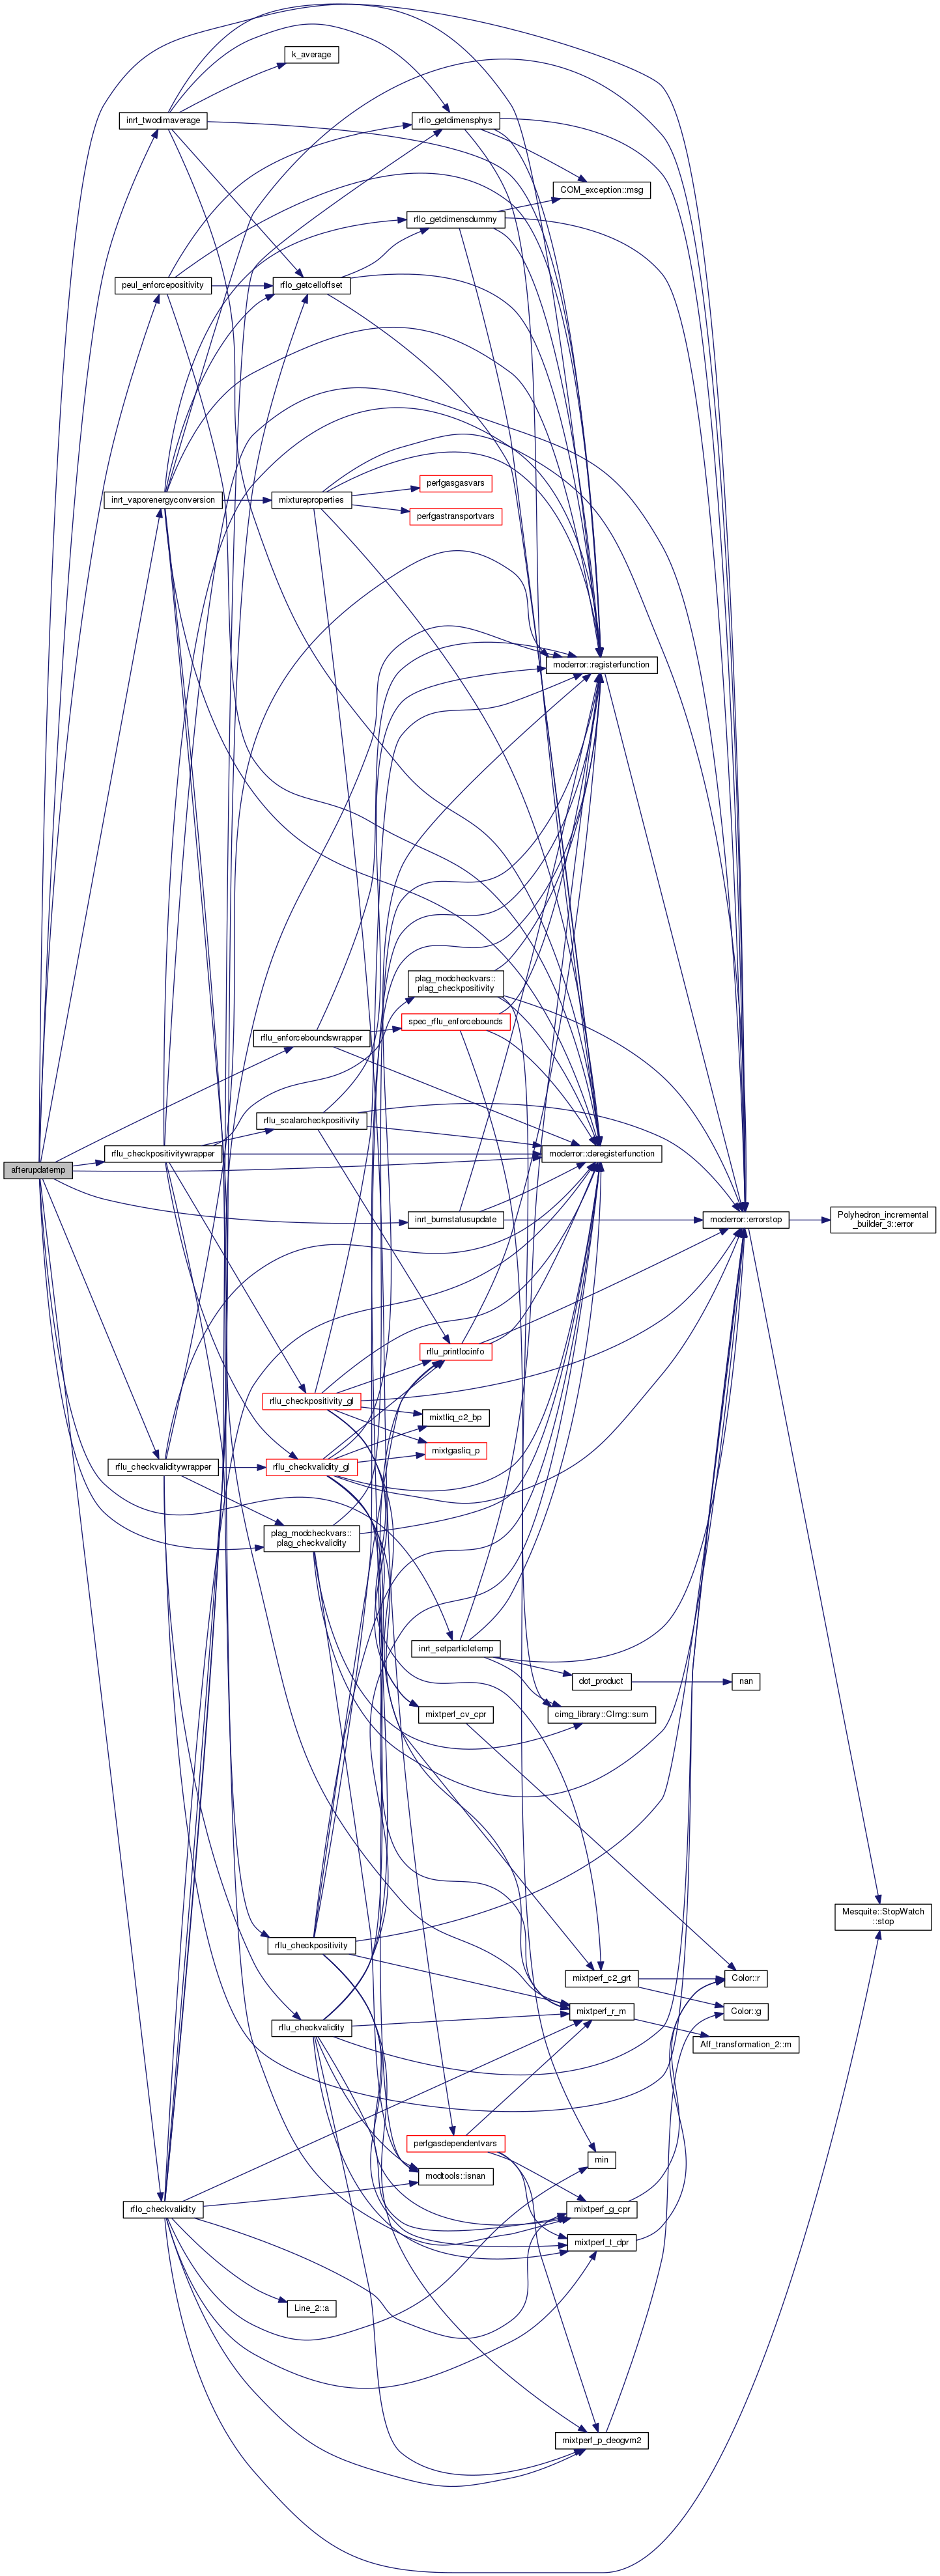 k_average
inrt_twodimaverage
rflo_getdimensphys
COM_exception::msg
rflo_getdimensdummy
peul_enforcepositivity
rflo_getcelloffset
perfgasgasvars
inrt_vaporenergyconversion
mixtureproperties
perfgastransportvars
moderror::registerfunction
plag_modcheckvars::
plag_checkpositivity
spec_rflu_enforcebounds
rflu_enforceboundswrapper
rflu_scalarcheckpositivity
rflu_checkpositivitywrapper
moderror::deregisterfunction
afterupdatemp
inrt_burnstatusupdate
moderror::errorstop
Polyhedron_incremental
_builder_3::error
rflu_printlocinfo
rflu_checkpositivity_gl
mixtliq_c2_bp
mixtgasliq_p
rflu_checkvaliditywrapper
rflu_checkvalidity_gl
plag_modcheckvars::
plag_checkvalidity
inrt_setparticletemp
dot_product
nan
mixtperf_cv_cpr
cimg_library::CImg::sum
Mesquite::StopWatch
::stop
rflu_checkpositivity
mixtperf_c2_grt
Color::r
mixtperf_r_m
Color::g
rflu_checkvalidity
Aff_transformation_2::m
perfgasdependentvars
min
modtools::isnan
rflo_checkvalidity
mixtperf_g_cpr
mixtperf_t_dpr
Line_2::a
mixtperf_p_deogvm2